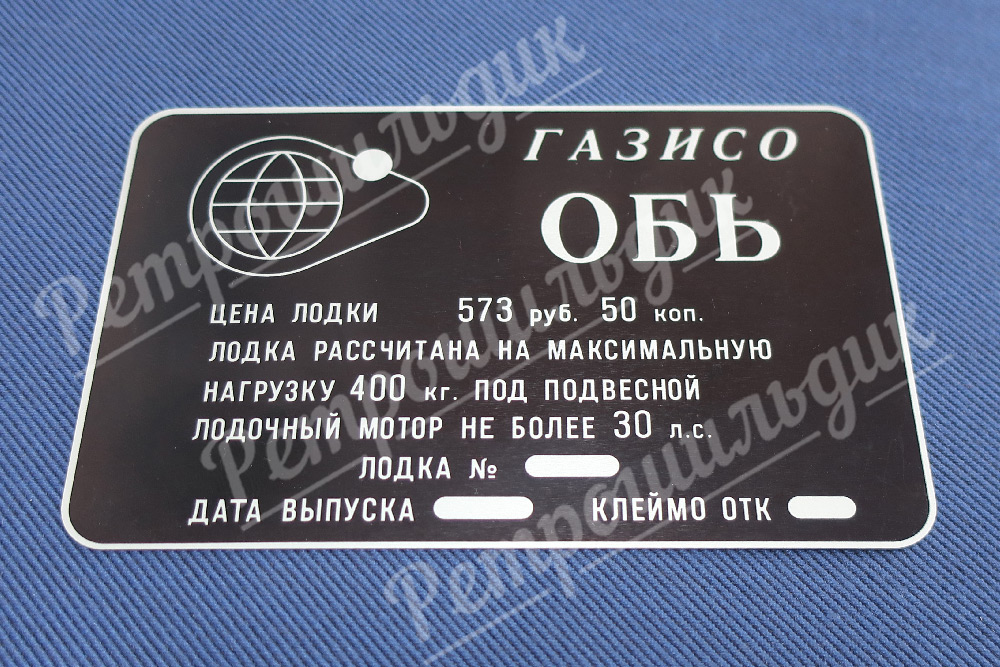 ГАЗИСО
ОБЬ
ЦЕНА ЛОДКИ 573 руб. 50 коп.
ЛОДКА РАССЧИТАНА НА МАКСИМАЛЬНУЮ
НАГРУЗКУ 400 кг. ПОД ПОДВЕСНОЙ
ЛОДОЧНЫЙ МОТОР НЕ БОЛЕЕ 30 л.с.
ЛОДКА №
ДАТА ВЫПУСКА КЛЕЙМО ОТК
Ретрошильдик
Ретрошильдик
Ретрошильдик
Ретрошильдик